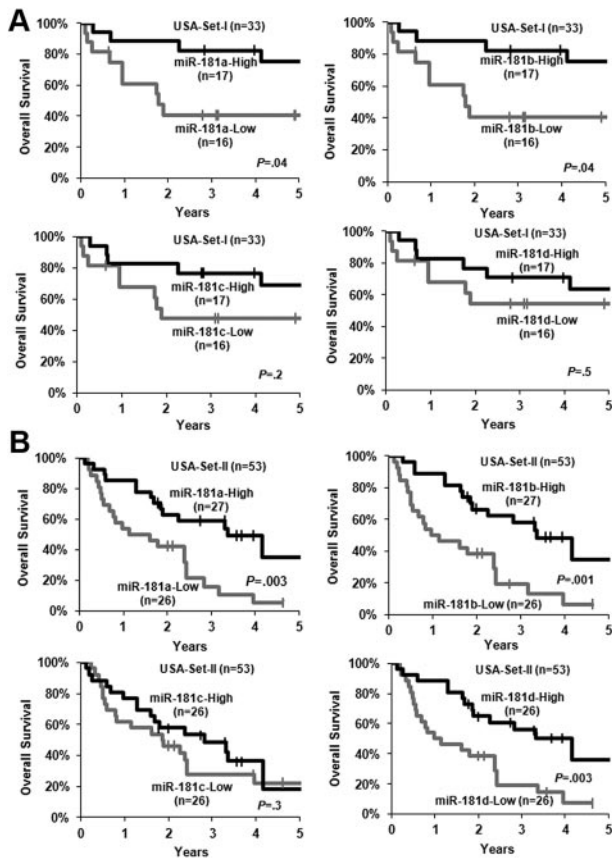 A
Overall Survival
100%
80%
60%
40%
20%
0%
USA-Set-I (n=33)
miR-181a-High
(n=17)
miR-181a-Low
(n=16)
P=.04
0 1 2 3 4 5
Years
Overall Survival
100%
80%
60%
40%
20%
0%
USA-Set-I (n=33)
miR-181b-High
(n=17)
miR-181b-Low
(n=16)
P=.04
0 1 2 3 4 5
Years
Overall Survival
100%
80%
60%
40%
20%
0%
USA-Set-I (n=33)
miR-181c-High
(n=17)
miR-181c-Low
(n=16)
P=.2
0 1 2 3 4 5
Years
Overall Survival
100%
80%
60%
40%
20%
0%
USA-Set-I (n=33)
miR-181d-High
(n=17)
miR-181d-Low
(n=16)
P=.5
0 1 2 3 4 5
Years
B
Overall Survival
100%
80%
60%
40%
20%
0%
USA-Set-II (n=53)
miR-181a-High
(n=27)
miR-181a-Low
(n=26)
P=.003
0 1 2 3 4 5
Years
Overall Survival
100%
80%
60%
40%
20%
0%
USA-Set-II (n=53)
miR-181b-High
(n=27)
P=.001
miR-181b-Low (n=26)
0 1 2 3 4 5
Years
Overall Survival
100%
80%
60%
40%
20%
0%
USA-Set-II (n=53)
miR-181c-High
(n=26)
miR-181c-Low
(n=26)
P=.3
0 1 2 3 4 5
Years
Overall Survival
100%
80%
60%
40%
20%
0%
USA-Set-II (n=53)
miR-181d-High
(n=26)
P=.003
miR-181d-Low (n=26)
0 1 2 3 4 5
Years